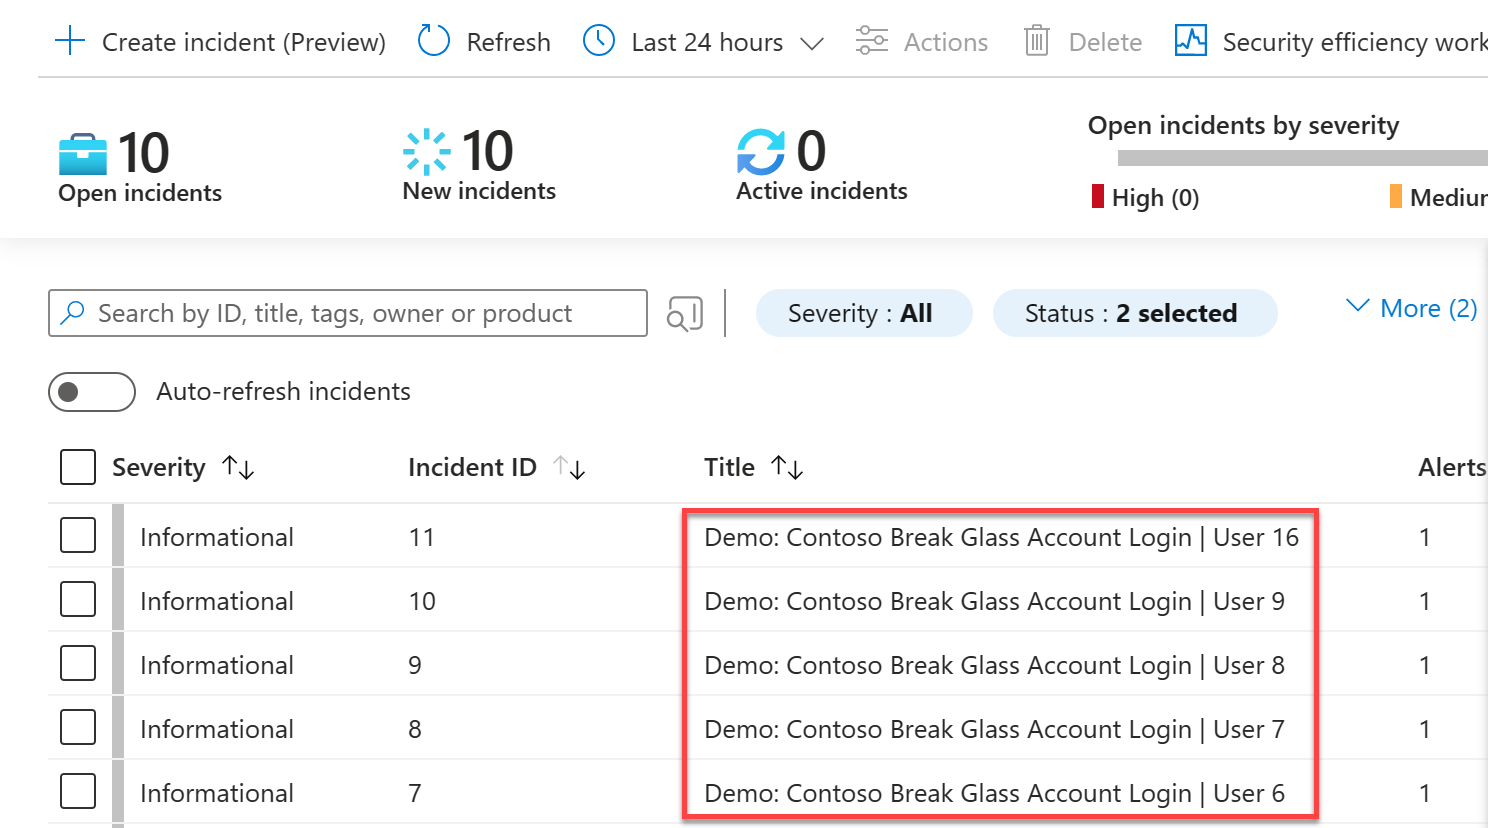 Create incident (Preview) Refresh Last 24 hours Actions Delete Security efficiency work
10 10 0 Open incidents by severity
Open incidents New incidents Active incidents
High (0) Medium
Search by ID, title, tags, owner or product Severity : All Status : 2 selected More (2)
Auto-refresh incidents
Severity Incident ID Title Alerts
Informational 11 Demo: Contoso Break Glass Account Login | User 16 1
Informational 10 Demo: Contoso Break Glass Account Login | User 9 1
Informational 9 Demo: Contoso Break Glass Account Login | User 8 1
Informational 8 Demo: Contoso Break Glass Account Login | User 7 1
Informational 7 Demo: Contoso Break Glass Account Login | User 6 1